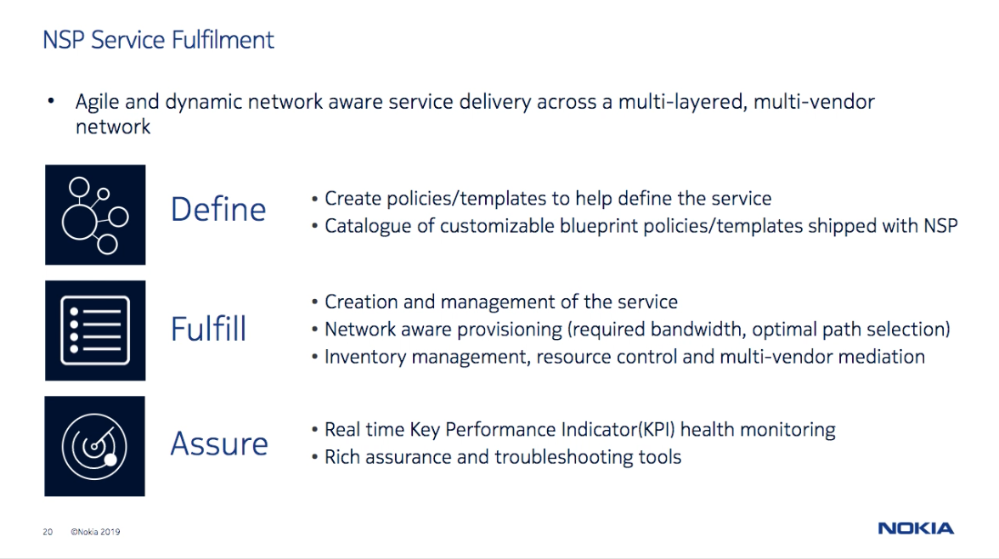 NSP Service Fulfilment
• Agile and dynamic network aware service delivery across a multi-layered, multi-vendor
network
Define
• Create policies/templates to help define the service
• Catalogue of customizable blueprint policies/templates shipped with NSP
Fulfill
• Creation and management of the service
• Network aware provisioning (required bandwidth, optimal path selection)
• Inventory management, resource control and multi-vendor mediation
Assure
• Real time Key Performance Indicator(KPI) health monitoring
• Rich assurance and troubleshooting tools
20 ©Nokia 2019
NOKIA